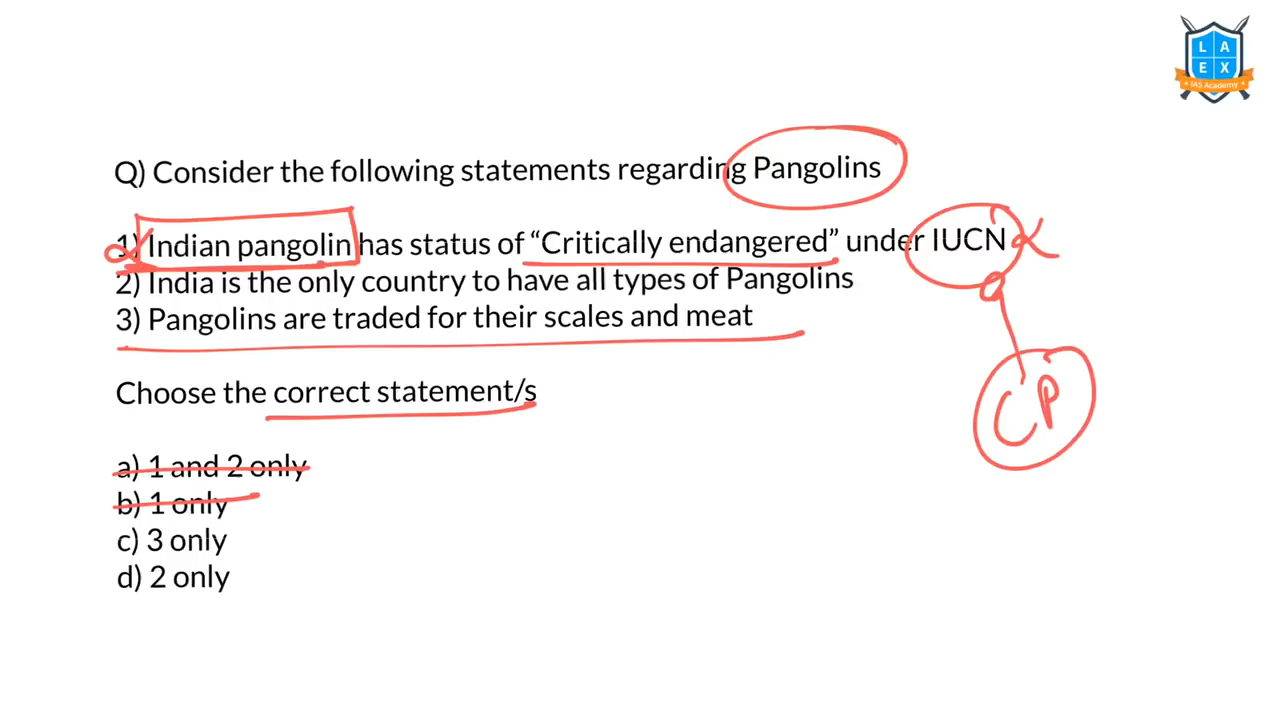 L A
E X
IAS Academy
Q) Consider the following statements regarding Pangolins
1) Indian pangolin has status of “Critically endangered” under IUCN
2) India is the only country to have all types of Pangolins
3) Pangolins are traded for their scales and meat
CP
Choose the correct statement/s
a) 1 and 2 only
b) 1 only
c) 3 only
d) 2 only